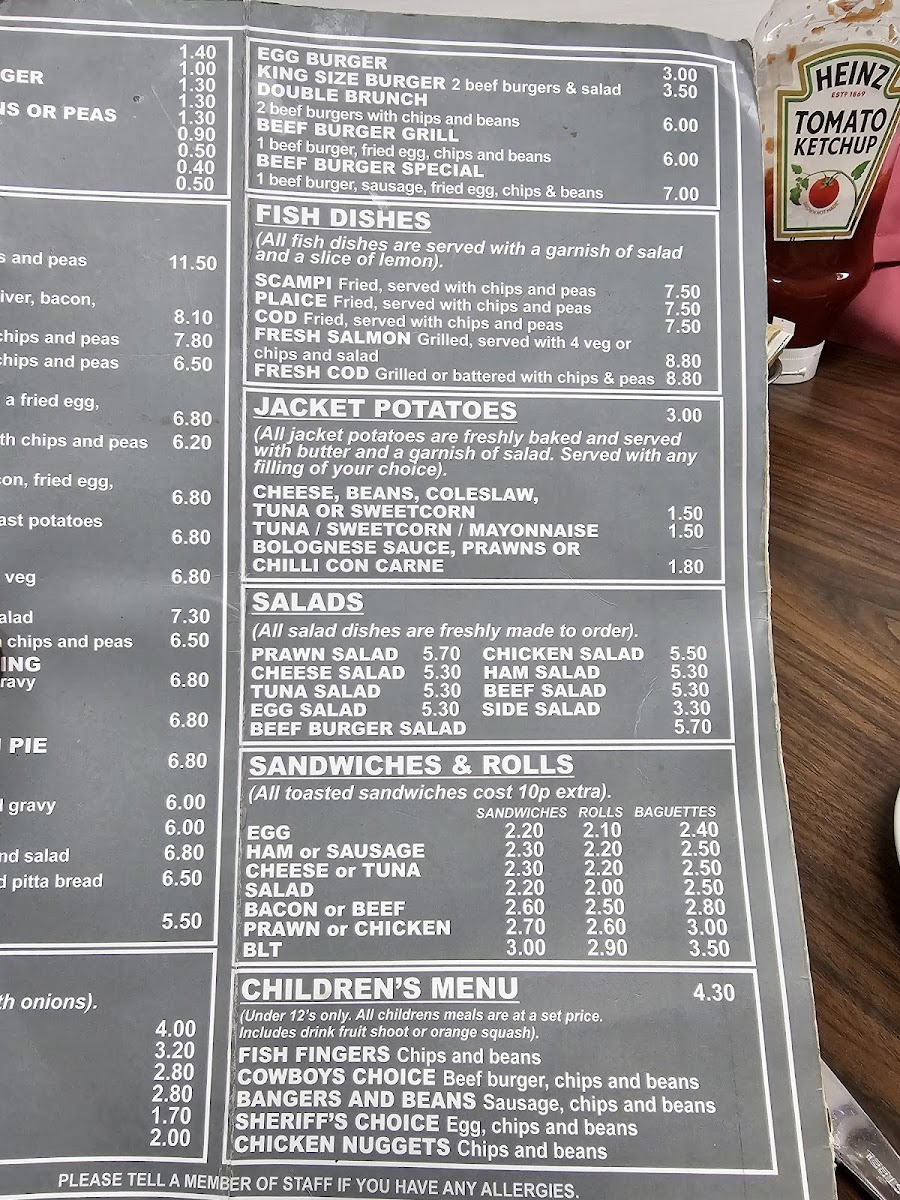 1.40
1.00
GER 1.30
1.30
NS OR PEAS 1.30
0.90
0.50
0.40
0.50
s and peas 11.50
iver, bacon,
8.10
chips and peas 7.80
chips and peas 6.50
a fried egg,
6.80
th chips and peas 6.20
con, fried egg,
6.80
ast potatoes
6.80
veg 6.80
alad 7.30
chips and peas 6.50
ING
ravy 6.80
6.80
PIE
6.80
gravy 6.00
6.00
nd salad 6.80
d pitta bread 6.50
5.50
th onions).
4.00
3.20
2.80
2.80
1.70
2.00
EGG BURGER 3.00
KING SIZE BURGER 2 beef burgers & salad 3.50
DOUBLE BRUNCH
2 beef burgers with chips and beans 6.00
BEEF BURGER GRILL
1 beef burger, fried egg, chips and beans 6.00
BEEF BURGER SPECIAL
1 beef burger, sausage, fried egg, chips & beans 7.00
FISH DISHES
(All fish dishes are served with a garnish of salad
and a slice of lemon).
SCAMPI Fried, served with chips and peas 7.50
PLAICE Fried, served with chips and peas 7.50
COD Fried, served with chips and peas 7.50
FRESH SALMON Grilled, served with 4 veg or
chips and salad 8.80
FRESH COD Grilled or battered with chips & peas 8.80
JACKET POTATOES 3.00
(All jacket potatoes are freshly baked and served
with butter and a garnish of salad. Served with any
filling of your choice).
CHEESE, BEANS, COLESLAW,
TUNA OR SWEETCORN 1.50
TUNA / SWEETCORN / MAYONNAISE 1.50
BOLOGNESE SAUCE, PRAWNS OR
CHILLI CON CARNE 1.80
SALADS
(All salad dishes are freshly made to order).
PRAWN SALAD 5.70 CHICKEN SALAD 5.50
CHEESE SALAD 5.30 HAM SALAD 5.30
TUNA SALAD 5.30 BEEF SALAD 5.30
EGG SALAD 5.30 SIDE SALAD 3.30
BEEF BURGER SALAD 5.70
SANDWICHES & ROLLS
(All toasted sandwiches cost 10p extra).
SANDWICHES ROLLS BAGUETTES
EGG 2.20 2.10 2.40
HAM or SAUSAGE 2.30 2.20 2.50
CHEESE or TUNA 2.30 2.20 2.50
SALAD 2.20 2.00 2.50
BACON or BEEF 2.60 2.50 2.80
PRAWN or CHICKEN 2.70 2.60 3.00
BLT 3.00 2.90 3.50
CHILDREN'S MENU 4.30
(Under 12's only. All childrens meals are at a set price.
Includes drink fruit shoot or orange squash).
FISH FINGERS Chips and beans
COWBOYS CHOICE Beef burger, chips and beans
BANGERS AND BEANS Sausage, chips and beans
SHERIFF'S CHOICE Egg, chips and beans
CHICKEN NUGGETS Chips and beans
PLEASE TELL A MEMBER OF STAFF IF YOU HAVE ANY ALLERGIES.
HEINZ
ESTD 1869
TOMATO
KETCHUP